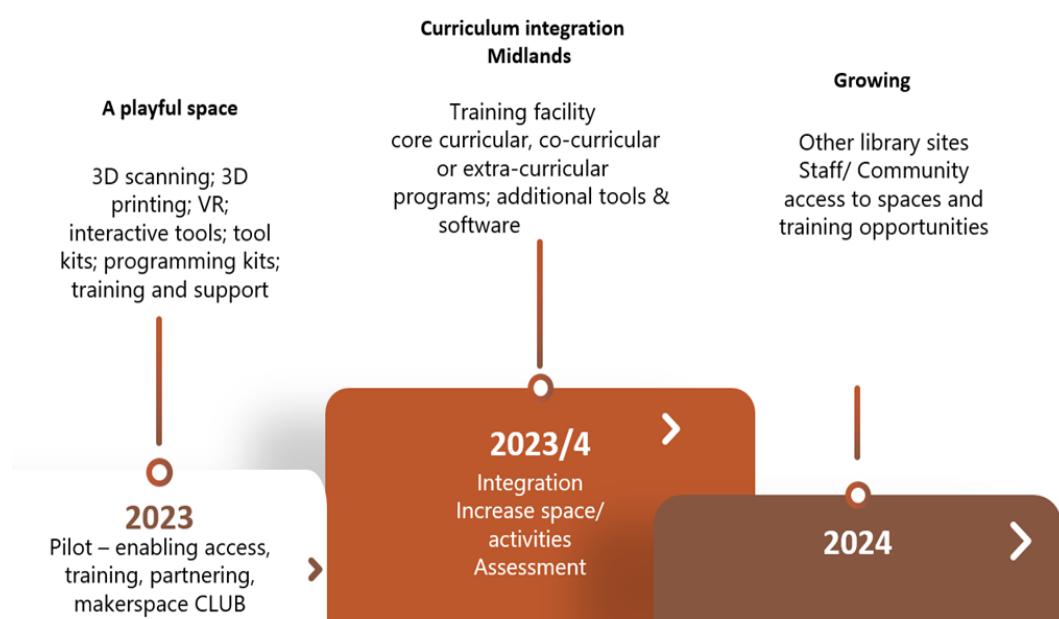 A playful space
3D scanning; 3D
printing; VR;
interactive tools; tool
kits; programming kits;
training and support
2023
Pilot – enabling access,
training, partnering,
makerspace CLUB
Curriculum integration
Midlands
Training facility
core curricular, co-curricular
or extra-curricular
programs; additional tools &
software
2023/4
Integration
Increase space/
activities
Assessment
Growing
Other library sites
Staff/ Community
access to spaces and
training opportunities
2024